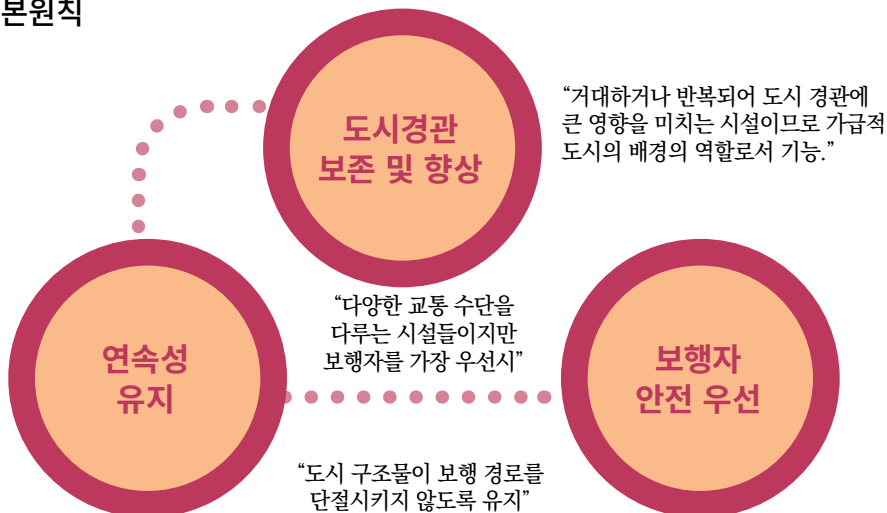 본원칙
도시경관
보존 및 향상
“거대하거나 반복되어 도시 경관에
큰 영향을 미치는 시설이므로 가급적
도시의 배경의 역할로서 기능.”
연속성
유지
“다양한 교통 수단을
다루는 시설들이지만
보행자를 가장 우선시”
보행자
안전 우선
“도시 구조물이 보행 경로를
단절시키지 않도록 유지”